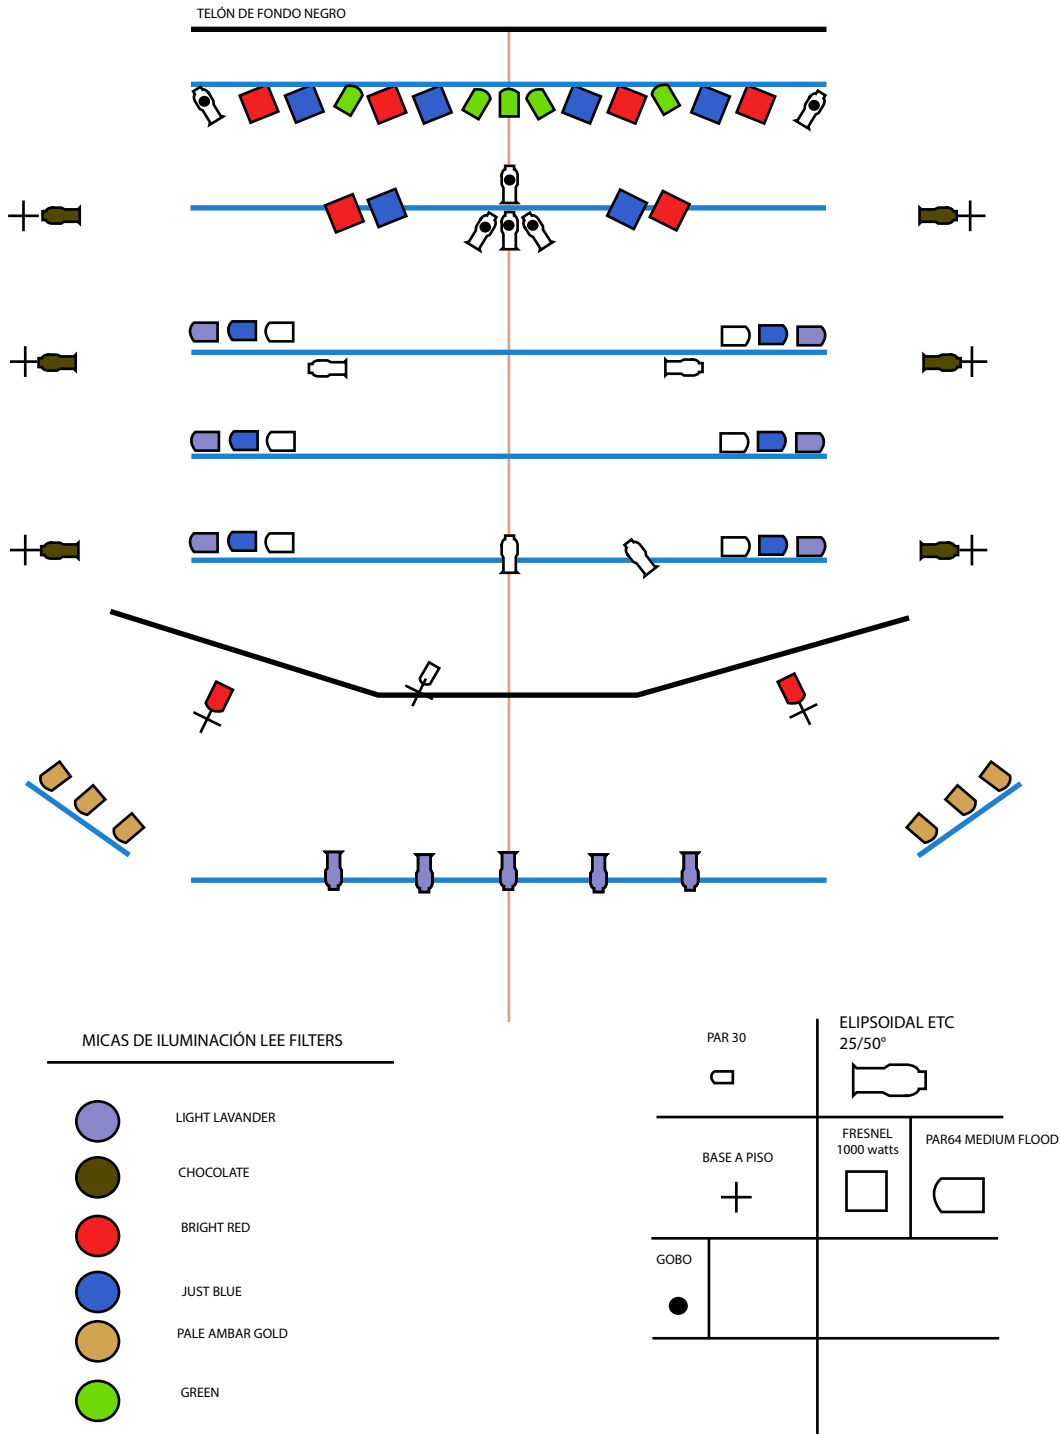 TELÓN DE FONDO NEGRO
MICAS DE ILUMINACIÓN LEE FILTERS
LIGHT LAVANDER
CHOCOLATE
BRIGHT RED
JUST BLUE
PALE AMBAR GOLD
GREEN
PAR 30
ELIPSOIDAL ETC
25/50°
BASE A PISO
FRESNEL
1000 watts
PAR64 MEDIUM FLOOD
GOBO